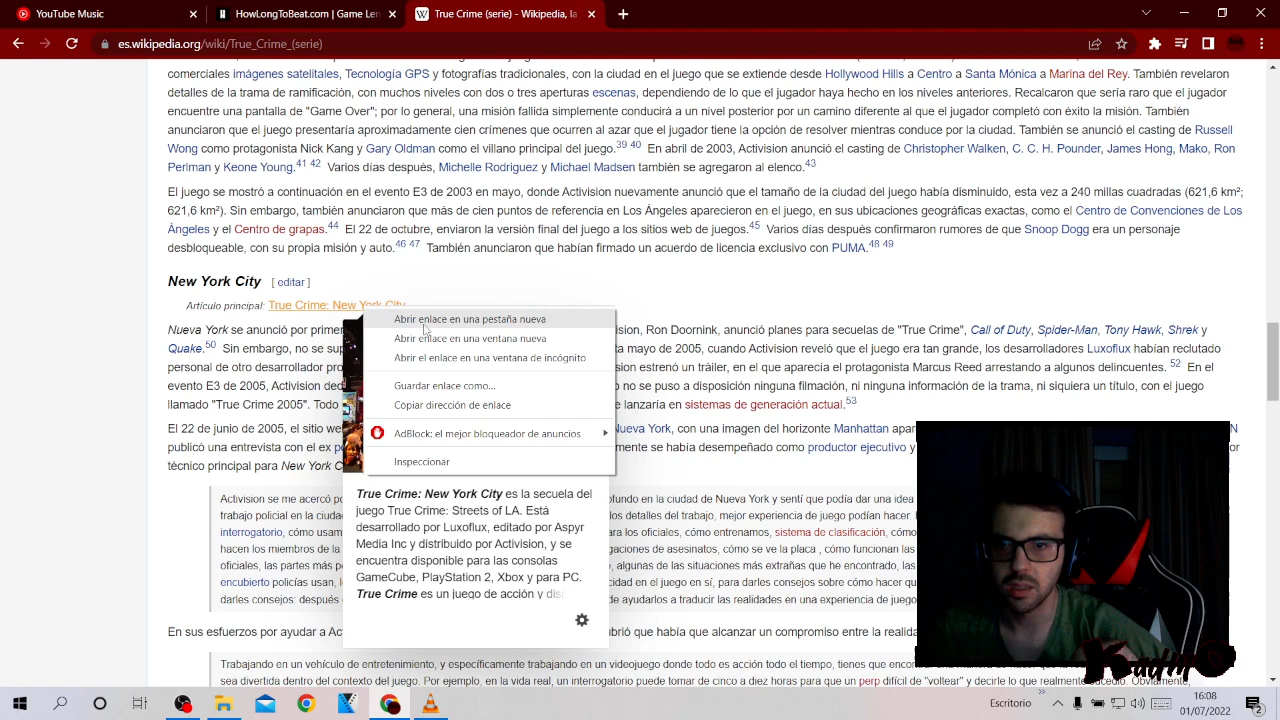 YouTube Music
HowLongToBeat.com | Game Len
True Crime (serie) - Wikipedia, la
es.wikipedia.org/wiki/True_Crime_(serie)
comerciales imágenes satelitales, Tecnología GPS y fotografías tradicionales, con la ciudad en el juego que se extiende desde Hollywood Hills a Centro a Santa Mónica a Marina del Rey. También revelaron
detalles de la trama de ramificación, con muchos niveles con dos o tres aperturas escenas, dependiendo de lo que el jugador haya hecho en los niveles anteriores. Recalcaron que sería raro que el jugador
encuentre una pantalla de "Game Over"; por lo general, una misión fallida simplemente conducirá a un nivel posterior por un camino diferente al que el jugador completó con éxito la misión. También
anunciaron que el juego presentaría aproximadamente cien crímenes que ocurren al azar que el jugador tiene la opción de resolver mientras conduce por la ciudad. También se anunció el casting de Russell
Wong como protagonista Nick Kang y Gary Oldman como el villano principal del juego.39 40 En abril de 2003, Activision anunció el casting de Christopher Walken, C. C. H. Pounder, James Hong, Mako, Ron
Perlman y Keone Young.41 42 Varios días después, Michelle Rodriguez y Michael Madsen también se agregaron al elenco.43
El juego se mostró a continuación en el evento E3 de 2003 en mayo, donde Activision nuevamente anunció que el tamaño de la ciudad del juego había disminuido, esta vez a 240 millas cuadradas (621,6 km²;
621,6 km²). Sin embargo, también anunciaron que más de cien puntos de referencia en Los Ángeles aparecieron en el juego, en sus ubicaciones geográficas exactas, como el Centro de Convenciones de Los
Ángeles y el Centro de grapas.44 El 22 de octubre, enviaron la versión final del juego a los sitios web de juegos.45 Varios días después confirmaron rumores de que Snoop Dogg era un personaje
desbloqueable, con su propia misión y auto.46 47 También anunciaron que habían firmado un acuerdo de licencia exclusivo con PUMA.48 49
New York City [ editar ]
Artículo principal: True Crime: New York City
Nueva York se anunció por primer ision, Ron Doornink, anunció planes para secuelas de "True Crime", Call of Duty, Spider-Man, Tony Hawk, Shrek y
Quake.50 Sin embargo, no se sup ta mayo de 2005, cuando Activision reveló que el juego era tan grande, los desarrolladores Luxoflux habían reclutado
personal de otro desarrollador pro ision estrenó un tráiler, en el que aparecía el protagonista Marcus Reed arrestando a algunos delincuentes. 52 En el
evento E3 de 2005, Activision dec no se puso a disposición ninguna filmación, ni ninguna información de la trama, ni siquiera un título, con el juego
llamado "True Crime 2005". Todo e lanzaría en sistemas de generación actual.53
El 22 de junio de 2005, el sitio we Nueva York, con una imagen del horizonte Manhattan apar N
publicó una entrevista con el ex p mente se había desempeñado como productor ejecutivo y or
técnico principal para New York C
Abrir enlace en una pestaña nueva
Abrir enlace en una ventana nueva
Abrir el enlace en una ventana de incógnito
Guardar enlace como...
Copiar dirección de enlace
AdBlock: el mejor bloqueador de anuncios
Inspeccionar
True Crime: New York City es la secuela del
juego True Crime: Streets of LA. Está
desarrollado por Luxoflux, editado por Aspyr
Media Inc y distribuido por Activision, y se
encuentra disponible para las consolas
GameCube, PlayStation 2, Xbox y para PC.
True Crime es un juego de acción y disp
Activision se me acercó po ofundo en la ciudad de Nueva York y sentí que podía dar una idea
trabajo policial en la ciuda os detalles del trabajo, mejor experiencia de juego podían hacer.
interrogatorio, cómo usam para los oficiales, cómo entrenamos, sistema de clasificación, cómo
hacen los miembros de la gaciones de asesinatos, cómo se ve la placa , cómo funcionan las
oficiales, las partes más pe , algunas de las situaciones más extrañas que he encontrado, las
encubierto policías usan, l cidad en el juego en sí, para darles consejos sobre cómo hacer
darles consejos: después d de ayudarlos a traducir las realidades en una experiencia de juego
En sus esfuerzos por ayudar a Act brió que había que alcanzar un compromiso entre la realida
Trabajando en un vehículo de entretenimiento, y específicamente trabajando en un videojuego donde todo es acción todo el tiempo, tienes que encon
sea divertida dentro del contexto del juego. Por ejemplo, en la vida real, un interrogatorio puede tomar de cinco a diez horas para que un perp difícil de "voltear" y decirle lo que realmente sucedió. Obviamente,
Escritorio
16:08
01/07/2022
2